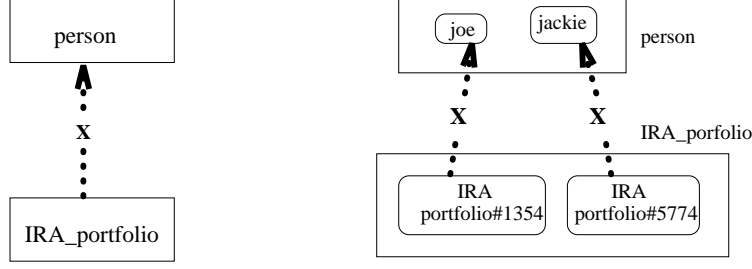 person
X
IRA_portfolio
joe
jackie
person
X
X
IRA_porfolio
IRA
portfolio#1354
IRA
portfolio#5774